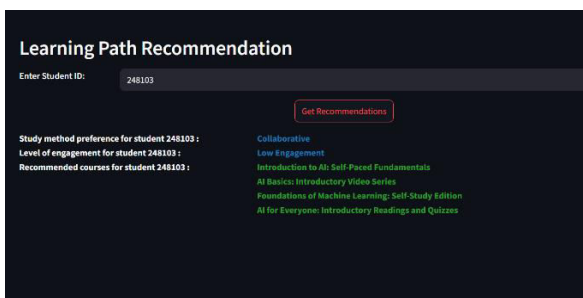 Learning Path Recommendation
Enter Student ID: 248103
Get Recommendations
Study method preference for student 248103 : Collaborative
Level of engagement for student 248103 : Low Engagement
Recommended courses for student 248103 : Introduction to AI: Self-Paced Fundamentals
AI Basics: Introductory Video Series
Foundations of Machine Learning: Self-Study Edition
AI for Everyone: Introductory Readings and Quizzes